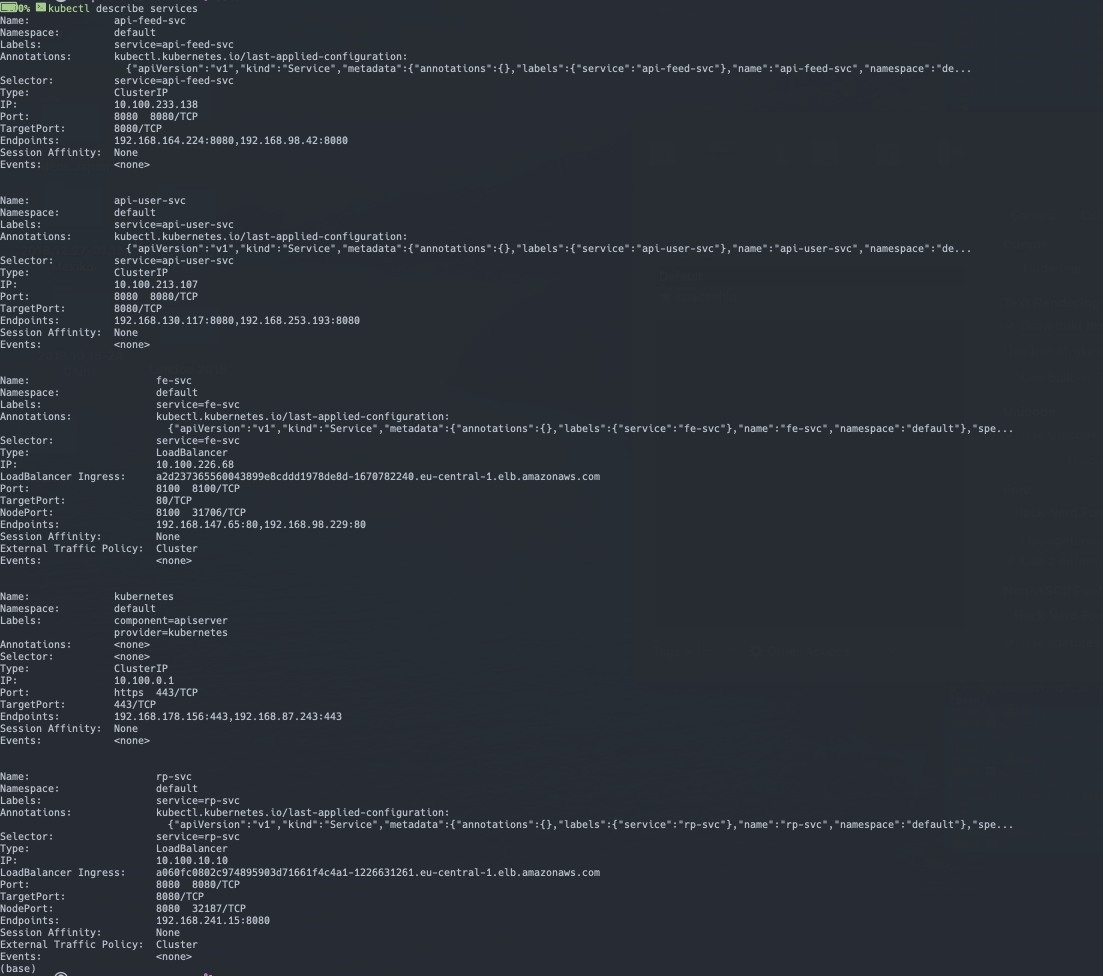 0% kubectl describe services
Name:              api-feed-svc
Namespace:         default
Labels:            service=api-feed-svc
Annotations:       kubectl.kubernetes.io/last-applied-configuration:
                     {"apiVersion":"v1","kind":"Service","metadata":{"annotations":{},"labels":{"service":"api-feed-svc"},"name":"api-feed-svc","namespace":"de...
Selector:          service=api-feed-svc
Type:              ClusterIP
IP:                10.100.233.138
Port:              8080  8080/TCP
TargetPort:        8080/TCP
Endpoints:         192.168.164.224:8080,192.168.98.42:8080
Session Affinity:  None
Events:            <none>

Name:              api-user-svc
Namespace:         default
Labels:            service=api-user-svc
Annotations:       kubectl.kubernetes.io/last-applied-configuration:
                     {"apiVersion":"v1","kind":"Service","metadata":{"annotations":{},"labels":{"service":"api-user-svc"},"name":"api-user-svc","namespace":"de...
Selector:          service=api-user-svc
Type:              ClusterIP
IP:                10.100.213.107
Port:              8080  8080/TCP
TargetPort:        8080/TCP
Endpoints:         192.168.130.117:8080,192.168.253.193:8080
Session Affinity:  None
Events:            <none>

Name:                     fe-svc
Namespace:                default
Labels:                   service=fe-svc
Annotations:              kubectl.kubernetes.io/last-applied-configuration:
                            {"apiVersion":"v1","kind":"Service","metadata":{"annotations":{},"labels":{"service":"fe-svc"},"name":"fe-svc","namespace":"default"},"spe...
Selector:                 service=fe-svc
Type:                     LoadBalancer
IP:                       10.100.226.68
LoadBalancer Ingress:     a2d237365560043899e8cddd1978de8d-1670782240.eu-central-1.elb.amazonaws.com
Port:                     8100  8100/TCP
TargetPort:               80/TCP
NodePort:                 8100  31706/TCP
Endpoints:                192.168.147.65:80,192.168.98.229:80
Session Affinity:         None
External Traffic Policy:  Cluster
Events:                   <none>

Name:              kubernetes
Namespace:         default
Labels:            component=apiserver
                   provider=kubernetes
Annotations:       <none>
Selector:          <none>
Type:              ClusterIP
IP:                10.100.0.1
Port:              https  443/TCP
TargetPort:        443/TCP
Endpoints:         192.168.178.156:443,192.168.87.243:443
Session Affinity:  None
Events:            <none>

Name:                     rp-svc
Namespace:                default
Labels:                   service=rp-svc
Annotations:              kubectl.kubernetes.io/last-applied-configuration:
                            {"apiVersion":"v1","kind":"Service","metadata":{"annotations":{},"labels":{"service":"rp-svc"},"name":"rp-svc","namespace":"default"},"spe...
Selector:                 service=rp-svc
Type:                     LoadBalancer
IP:                       10.100.10.10
LoadBalancer Ingress:     a060fc0802c974895903d71661f4c4a1-1226631261.eu-central-1.elb.amazonaws.com
Port:                     8080  8080/TCP
TargetPort:               8080/TCP
NodePort:                 8080  32187/TCP
Endpoints:                192.168.241.15:8080
Session Affinity:         None
External Traffic Policy:  Cluster
Events:                   <none>
(base)